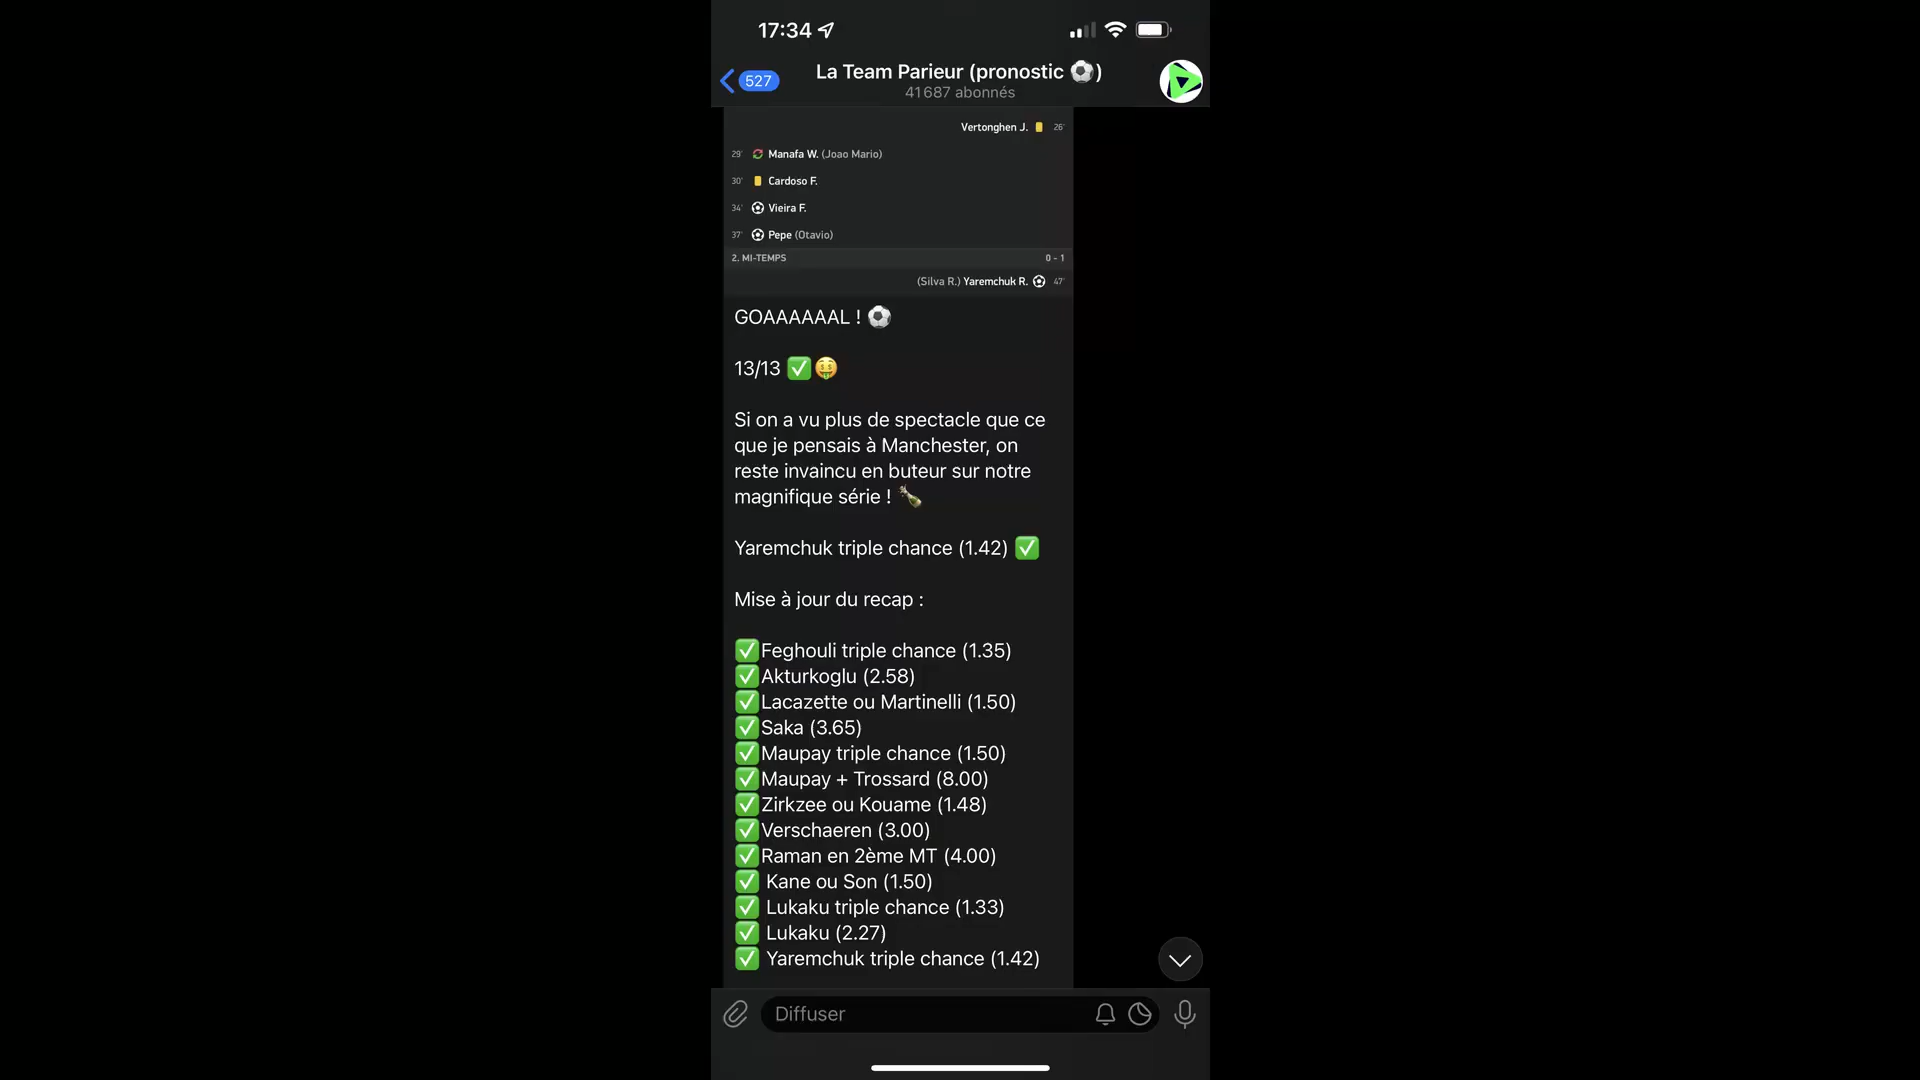 17:34
527
La Team Parieur (pronostic ⚽)
41 687 abonnés
Vertonghen J. 26'
29' Manafa W. (Joao Mario)
30' Cardoso F.
34' Vieira F.
37' Pepe (Otavio)
2. MI-TEMPS 0 - 1
(Silva R.) Yaremchuk R. 47'
GOAAAAAAL ! ⚽
13/13 ✅🤑
Si on a vu plus de spectacle que ce
que je pensais à Manchester, on
reste invaincu en buteur sur notre
magnifique série ! 🍾
Yaremchuk triple chance (1.42) ✅
Mise à jour du recap :
✅Feghouli triple chance (1.35)
✅Akturkoglu (2.58)
✅Lacazette ou Martinelli (1.50)
✅Saka (3.65)
✅Maupay triple chance (1.50)
✅Maupay + Trossard (8.00)
✅Zirkzee ou Kouame (1.48)
✅Verschaeren (3.00)
✅Raman en 2ème MT (4.00)
✅ Kane ou Son (1.50)
✅ Lukaku triple chance (1.33)
✅ Lukaku (2.27)
✅ Yaremchuk triple chance (1.42)
Diffuser